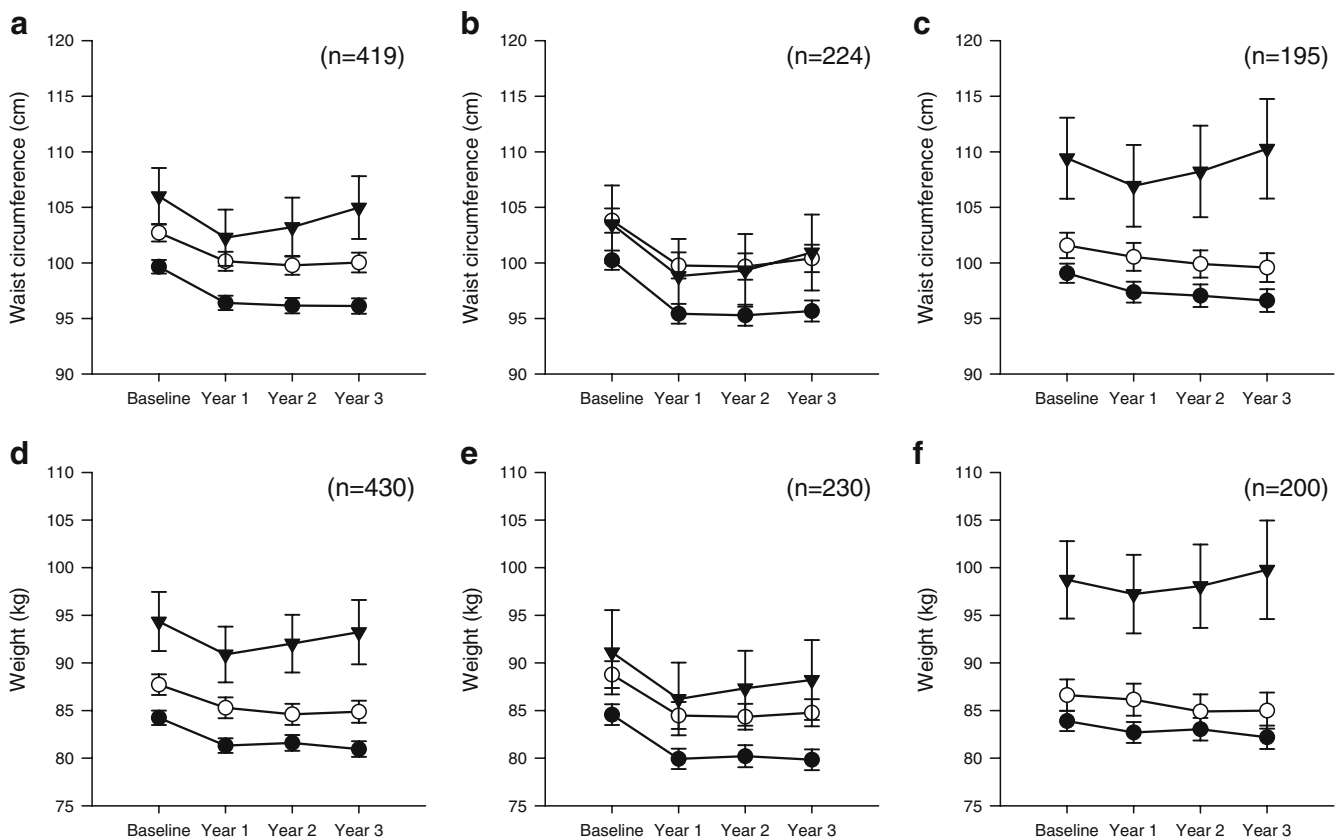 a
120
115
110
105
100
95
90
Waist circumference (cm)
(n=419)
Baseline Year 1 Year 2 Year 3
b
120
115
110
105
100
95
90
Waist circumference (cm)
(n=224)
Baseline Year 1 Year 2 Year 3
c
120
115
110
105
100
95
90
Waist circumference (cm)
(n=195)
Baseline Year 1 Year 2 Year 3
d
110
105
100
95
90
85
80
75
Weight (kg)
(n=430)
Baseline Year 1 Year 2 Year 3
e
110
105
100
95
90
85
80
75
Weight (kg)
(n=230)
Baseline Year 1 Year 2 Year 3
f
110
105
100
95
90
85
80
75
Weight (kg)
(n=200)
Baseline Year 1 Year 2 Year 3